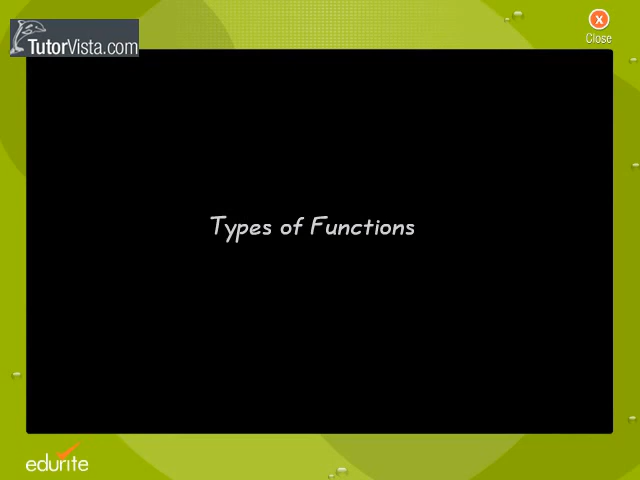 TutorVista.com
x
Close
Types of Functions
edurite